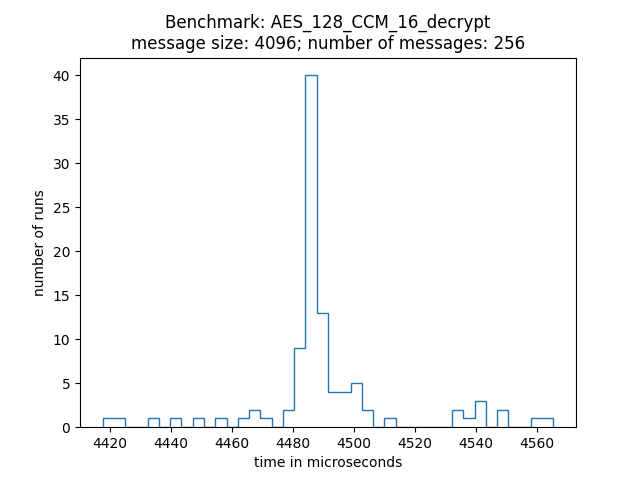 Benchmark: AES_128_CCM_16_decrypt
message size: 4096; number of messages: 256
40
35
30
25
20
15
10
5
0
number of runs
4420 4440 4460 4480 4500 4520 4540 4560
time in microseconds